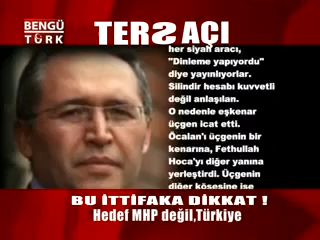 BENGÜ
TÜRK
TERS AÇI
her siyah aracı,
"Dinleme yapıyordu"
diye yayınlıyorlar.
Silindir hesabı kuvvetli
değil anlaşılan.
O nedenle eşkenar
üçgen icat etti.
Öcalan'ı üçgenin bir
kenarına, Fethullah
Hoca'yı diğer yanına
yerleştirdi. Üçgenin
diğer köşesine ise
BU İTTİFAKA DİKKAT !
Hedef MHP değil,Türkiye